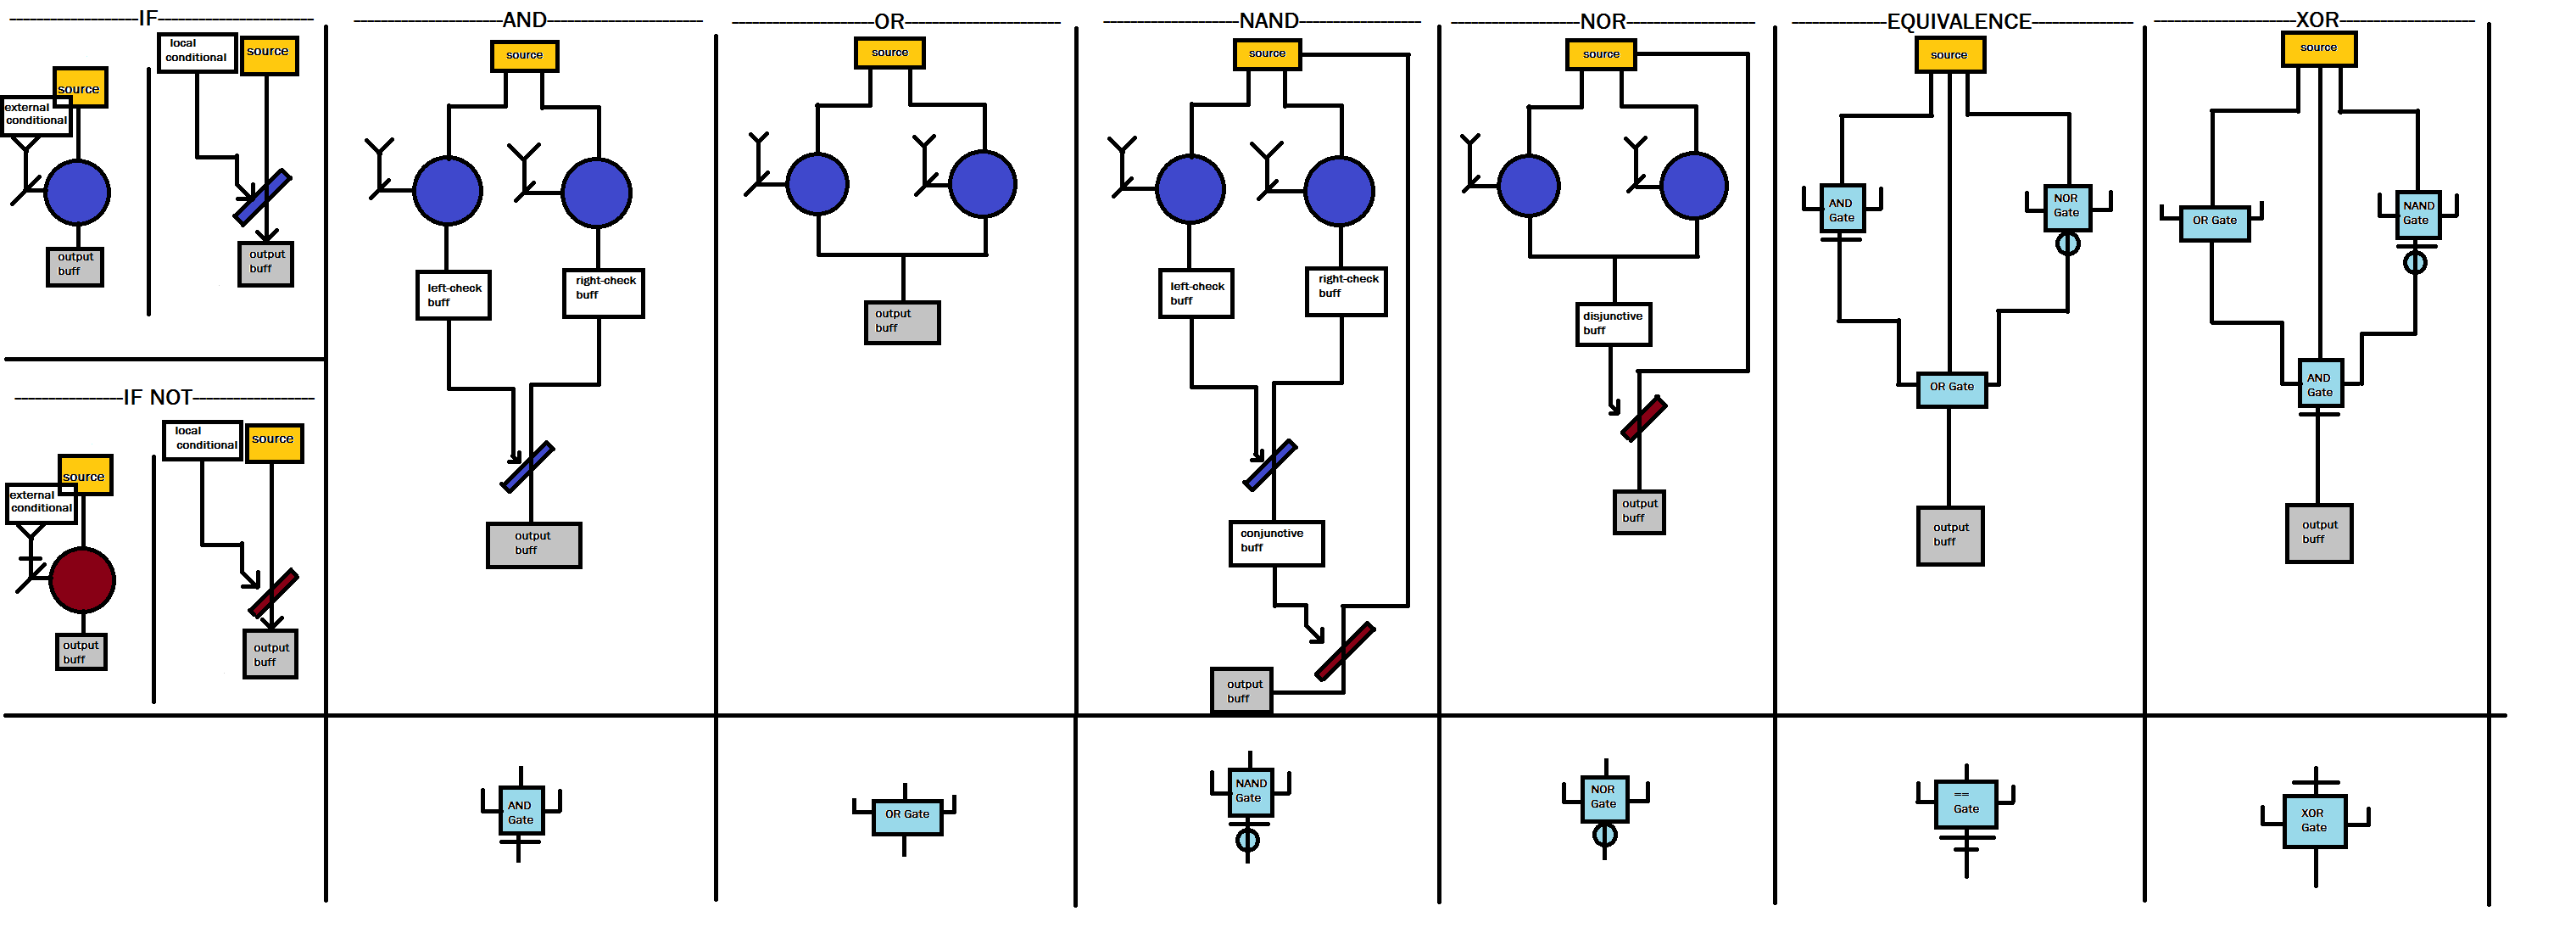 IF
local
conditional
source
source
external
conditional
output
buff
output
buff
IF NOT
local
conditional
source
source
external
conditional
output
buff
output
buff
AND
source
left-check
buff
right-check
buff
output
buff
AND
Gate
OR
source
output
buff
OR Gate
NAND
source
left-check
buff
right-check
buff
conjunctive
buff
output
buff
NAND
Gate
NOR
source
disjunctive
buff
output
buff
NOR
Gate
EQUIVALENCE
source
AND
Gate
NOR
Gate
OR Gate
output
buff
==
Gate
XOR
source
OR Gate
NAND
Gate
AND
Gate
output
buff
XOR
Gate